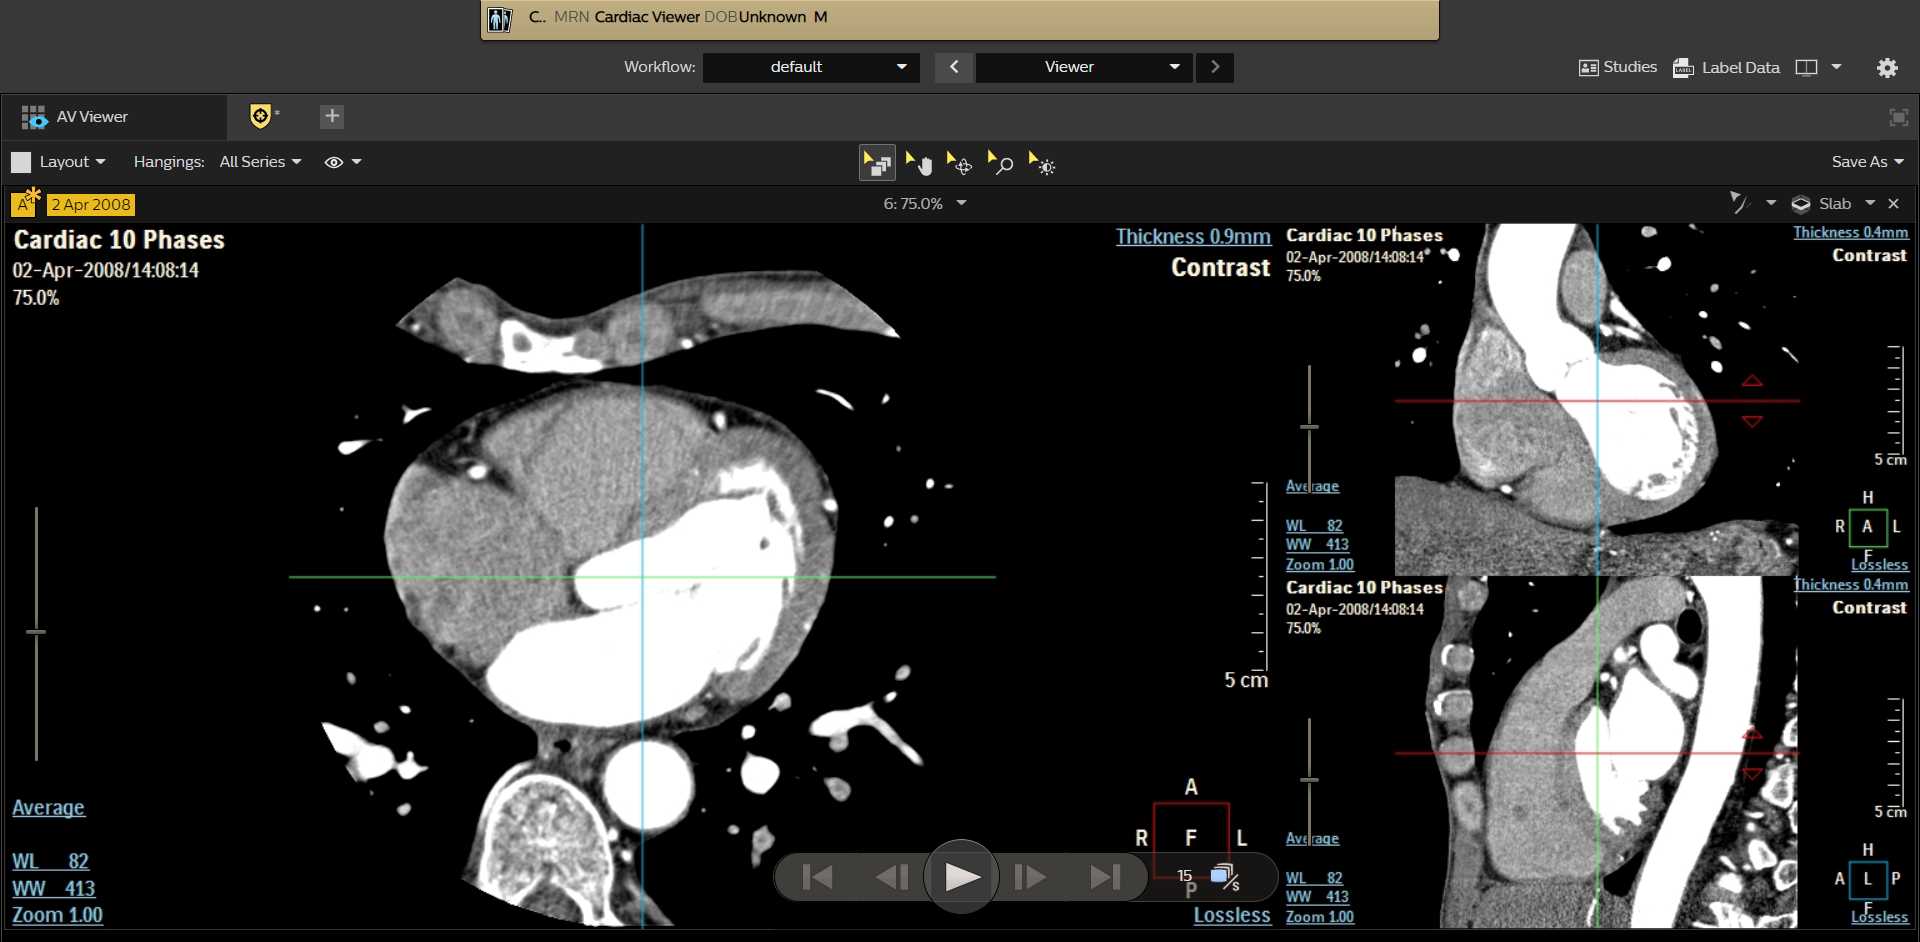 C.. MRN Cardiac Viewer DOB Unknown M
Workflow: default Viewer
Studies Label Data
AV Viewer *
Layout Hangings: All Series
Save As
A* 2 Apr 2008
6: 75.0%
Slab
Cardiac 10 Phases
02-Apr-2008/14:08:14
75.0%
Thickness 0.9mm
Contrast
5 cm
Average
WL 82
WW 413
Zoom 1.00
A
R F L
P
Lossless
15 /s
Cardiac 10 Phases
02-Apr-2008/14:08:14
75.0%
Thickness 0.4mm
Contrast
5 cm
Average
WL 82
WW 413
Zoom 1.00
H
R A L
F
Lossless
Cardiac 10 Phases
02-Apr-2008/14:08:14
75.0%
Thickness 0.4mm
Contrast
5 cm
Average
WL 82
WW 413
Zoom 1.00
H
A L P
F
Lossless